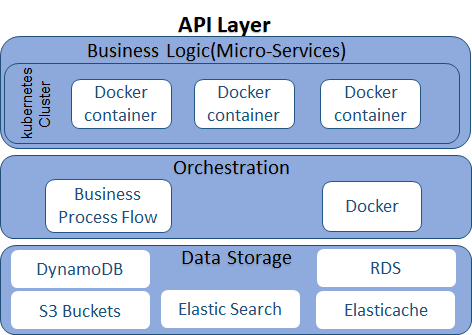 API Layer
Business Logic(Micro-Services)
kubernetes
Cluster
Docker
container
Docker
container
Docker
container
Orchestration
Business
Process Flow
Docker
Data Storage
DynamoDB
RDS
S3 Buckets
Elastic Search
Elasticache